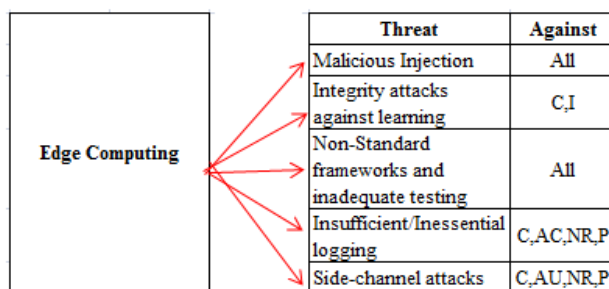 Threat Against
Malicious Injection All
Integrity attacks
against learning
C,I
Edge Computing
Non-Standard
frameworks and
inadequate testing
All
Insufficient/Inessential
logging
C,AC,NR,P
Side-channel attacks C,AU,NR,P